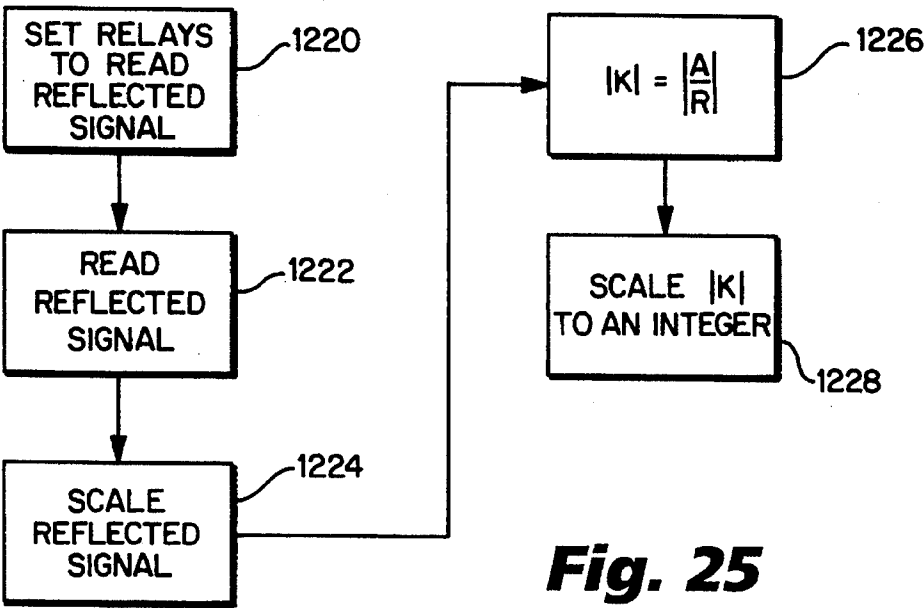 SET RELAYS
TO READ
REFLECTED
SIGNAL
1220
READ
REFLECTED
SIGNAL
1222
SCALE
REFLECTED
SIGNAL
1224
|K| = |A/R|
1226
SCALE |K|
TO AN INTEGER
1228
Fig. 25